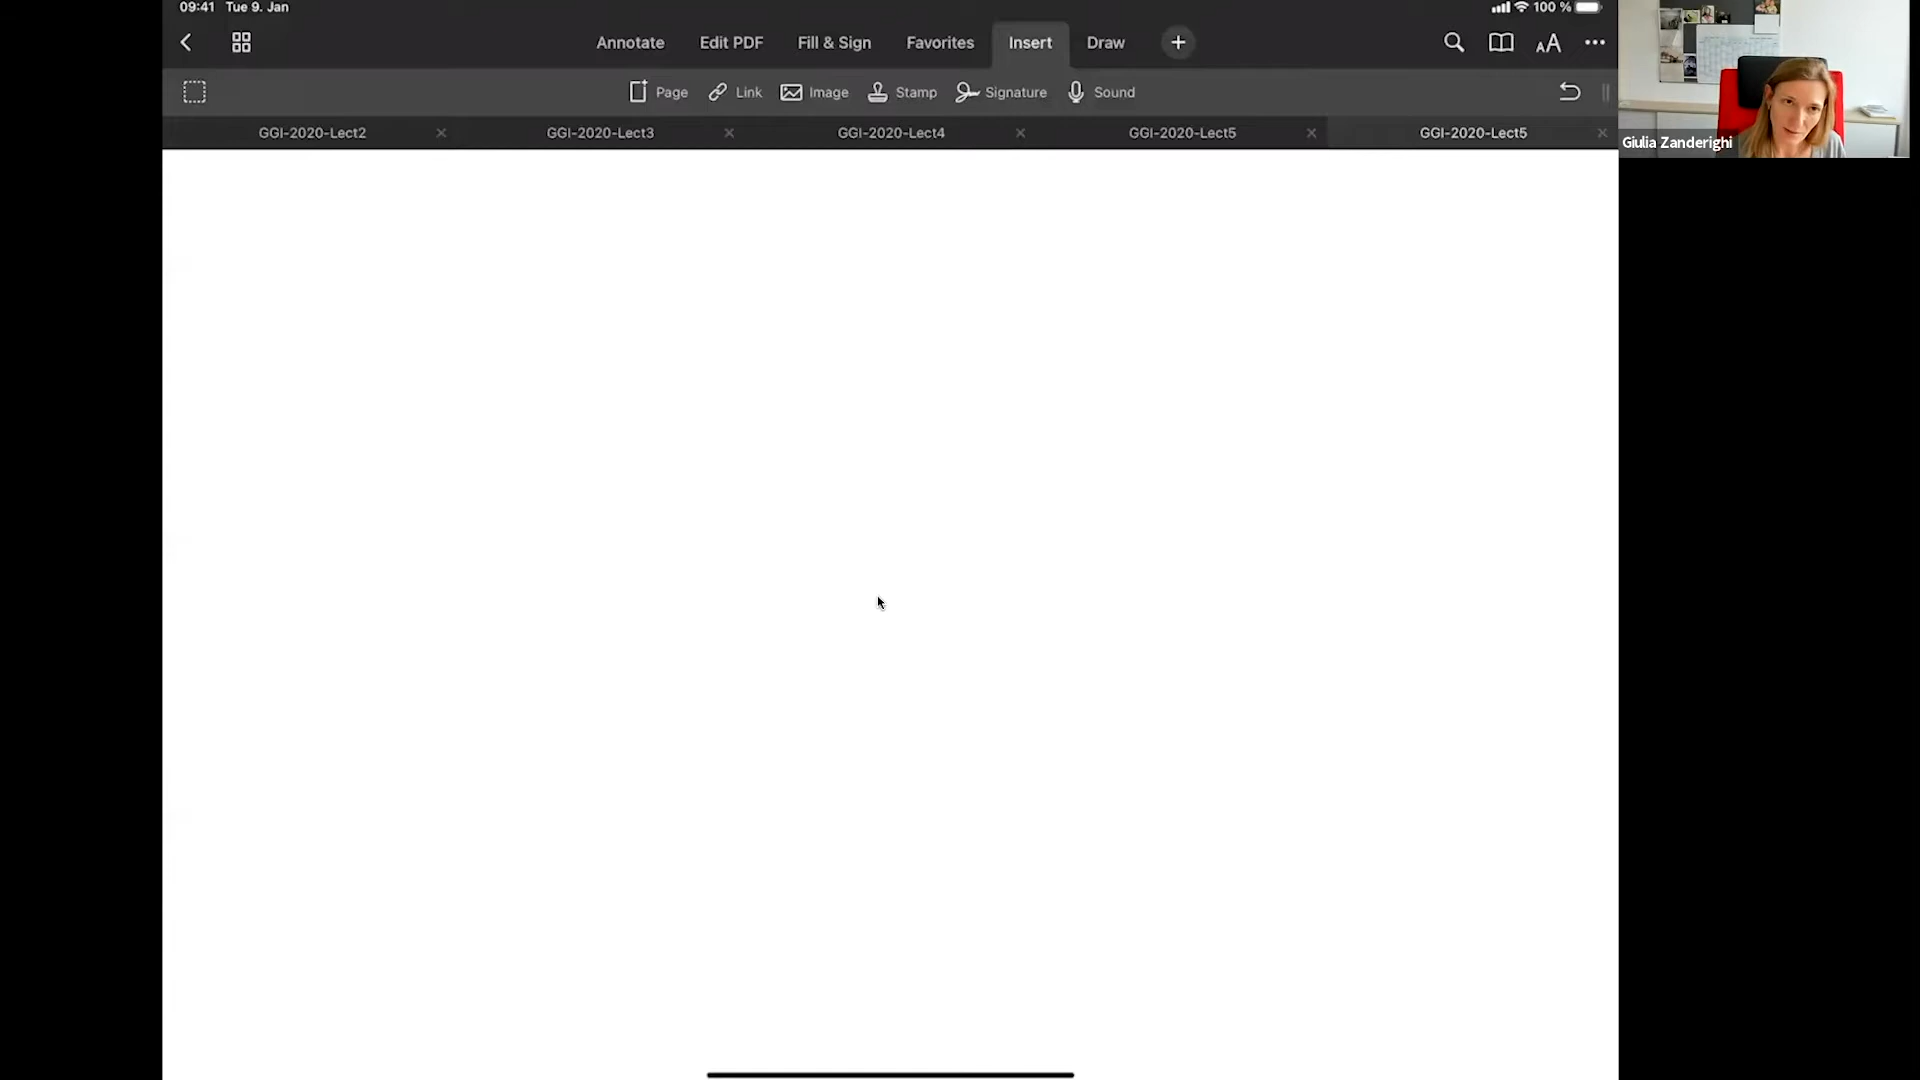 09:41 Tue 9. Jan 100 %
Annotate Edit PDF Fill & Sign Favorites Insert Draw
AA
Page Link Image Stamp Signature Sound
GGI-2020-Lect2 GGI-2020-Lect3 GGI-2020-Lect4 GGI-2020-Lect5 GGI-2020-Lect5
Giulia Zanderighi